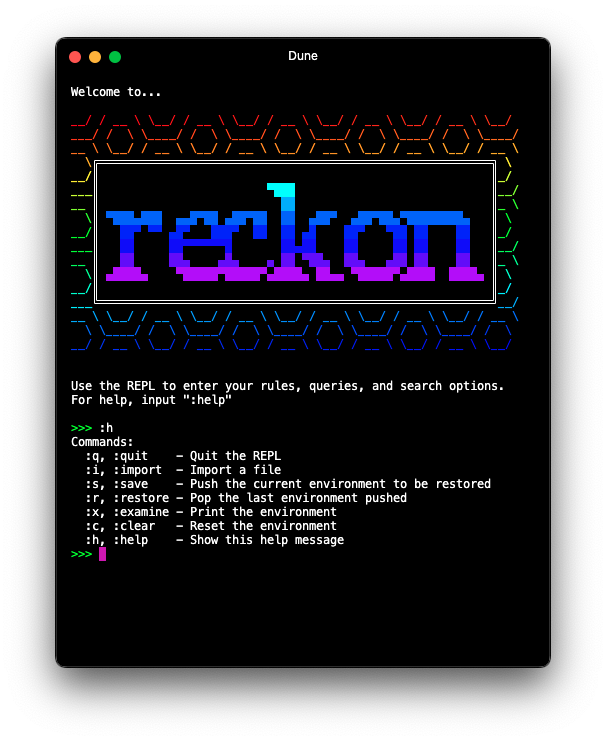 Dune
Welcome to...
reckon
Use the REPL to enter your rules, queries, and search options.
For help, input ":help"
>>> :h
Commands:
:q, :quit - Quit the REPL
:i, :import - Import a file
:s, :save - Push the current environment to be restored
:r, :restore - Pop the last environment pushed
:x, :examine - Print the environment
:c, :clear - Reset the environment
:h, :help - Show this help message
>>>